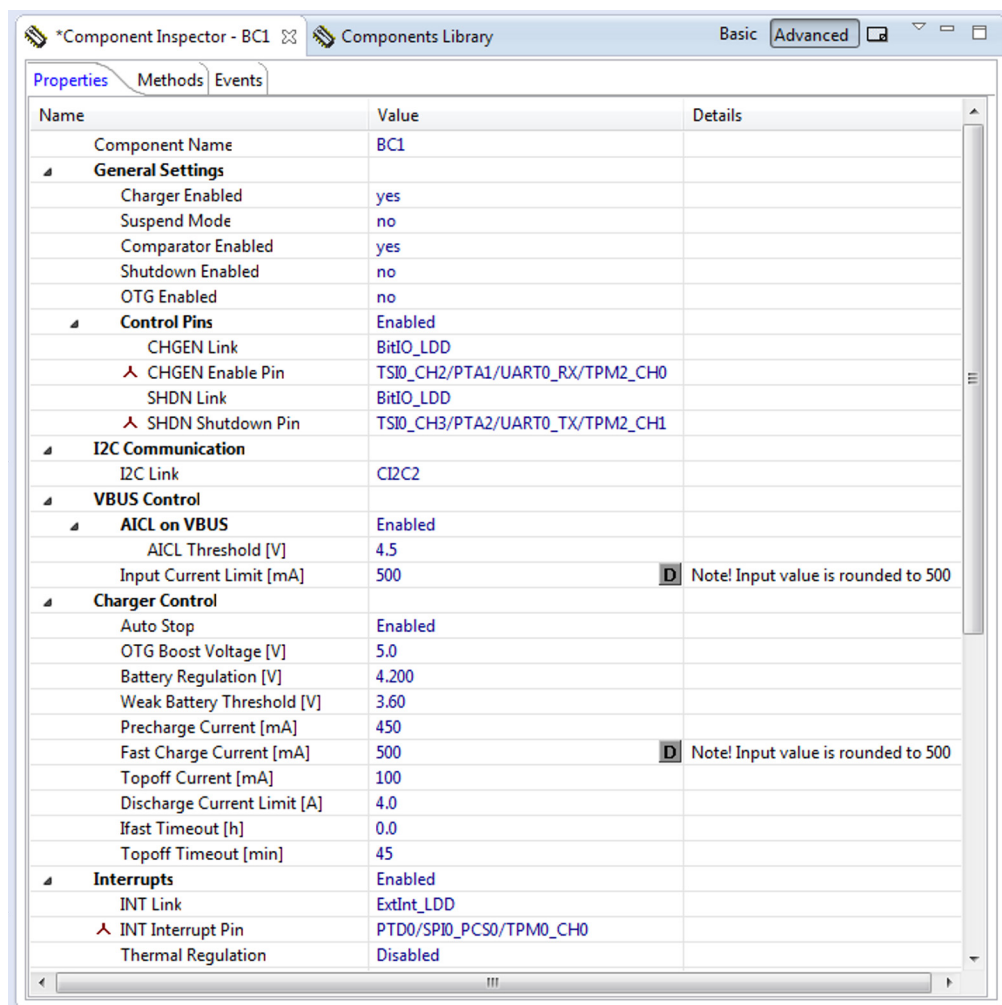 *Component Inspector - BC1 Components Library Basic Advanced
Properties Methods Events
Name Value Details
Component Name BC1
General Settings
Charger Enabled yes
Suspend Mode no
Comparator Enabled yes
Shutdown Enabled no
OTG Enabled no
Control Pins Enabled
CHGEN Link BitIO_LDD
CHGEN Enable Pin TSI0_CH2/PTA1/UART0_RX/TPM2_CH0
SHDN Link BitIO_LDD
SHDN Shutdown Pin TSI0_CH3/PTA2/UART0_TX/TPM2_CH1
I2C Communication
I2C Link CI2C2
VBUS Control
AICL on VBUS Enabled
AICL Threshold [V] 4.5
Input Current Limit [mA] 500 D Note! Input value is rounded to 500
Charger Control
Auto Stop Enabled
OTG Boost Voltage [V] 5.0
Battery Regulation [V] 4.200
Weak Battery Threshold [V] 3.60
Precharge Current [mA] 450
Fast Charge Current [mA] 500 D Note! Input value is rounded to 500
Topoff Current [mA] 100
Discharge Current Limit [A] 4.0
Ifast Timeout [h] 0.0
Topoff Timeout [min] 45
Interrupts Enabled
INT Link ExtInt_LDD
INT Interrupt Pin PTD0/SPI0_PCS0/TPM0_CH0
Thermal Regulation Disabled